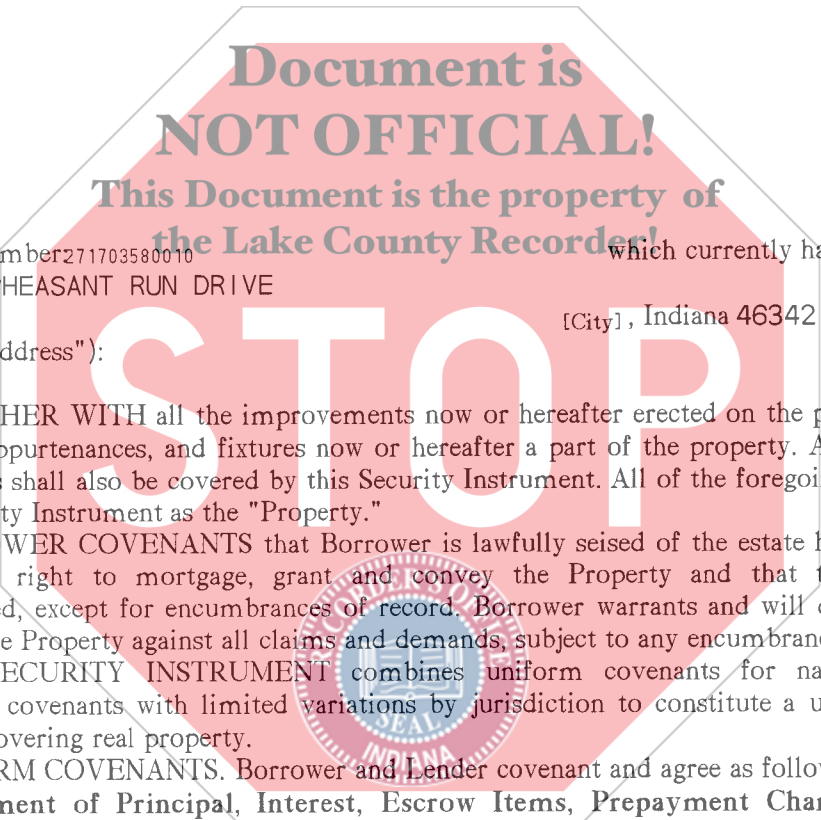 Document is
NOT OFFICIAL!
This Document is the property of
the Lake County Recorder!
mber271703580010 which currently ha
HEASANT RUN DRIVE
[City], Indiana 46342
ddress"):
STOP
HER WITH all the improvements now or hereafter erected on the p
ppurtenances, and fixtures now or hereafter a part of the property. A
s shall also be covered by this Security Instrument. All of the foregoi
ty Instrument as the "Property."
WER COVENANTS that Borrower is lawfully seised of the estate h
right to mortgage, grant and convey the Property and that t
ed, except for encumbrances of record. Borrower warrants and will d
e Property against all claims and demands, subject to any encumbranc
ECURITY INSTRUMENT combines uniform covenants for na
covenants with limited variations by jurisdiction to constitute a u
overing real property.
RM COVENANTS. Borrower and Lender covenant and agree as follow
ment of Principal, Interest, Escrow Items, Prepayment Char
RECORDER'S OFFICE
SEAL
INDIANA